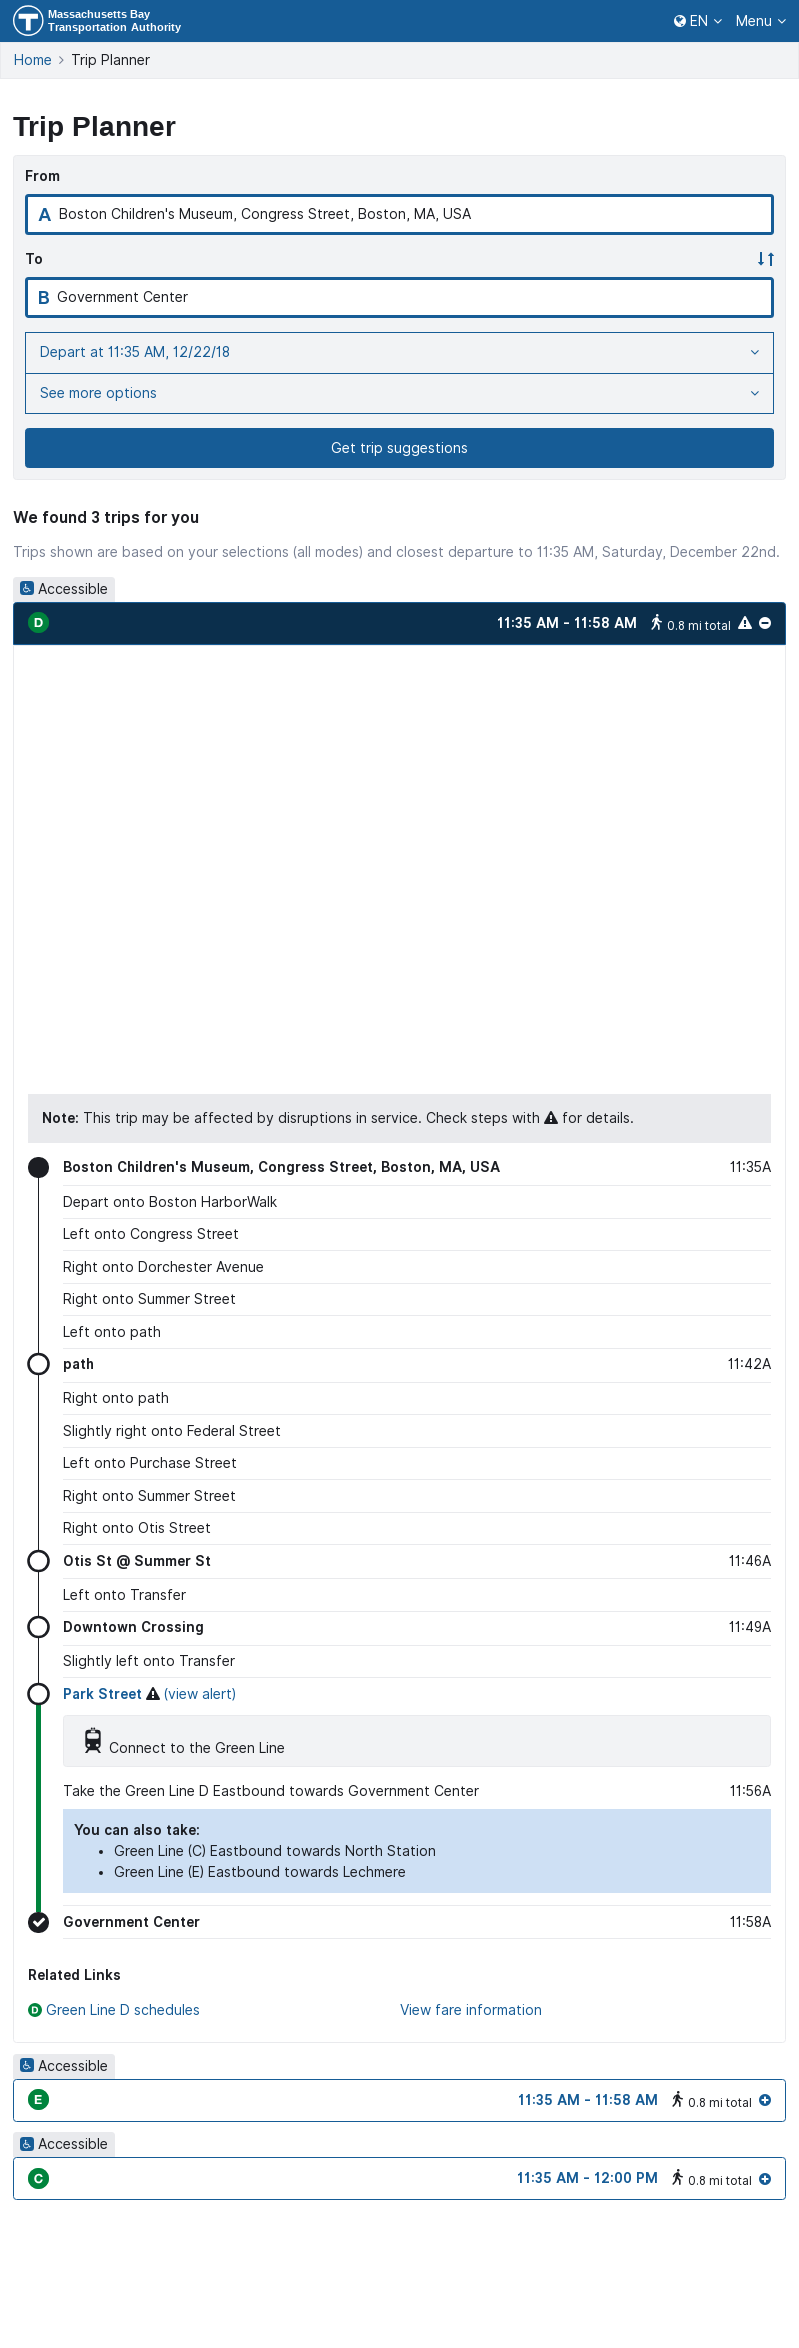 Massachusetts Bay
Transportation Authority
EN Menu
Home Trip Planner
Trip Planner
From
A Boston Children's Museum, Congress Street, Boston, MA, USA
To
B Government Center
Depart at 11:35 AM, 12/22/18
See more options
Get trip suggestions
We found 3 trips for you
Trips shown are based on your selections (all modes) and closest departure to 11:35 AM, Saturday, December 22nd.
Accessible
D 11:35 AM - 11:58 AM 0.8 mi total
Note: This trip may be affected by disruptions in service. Check steps with for details.
Boston Children's Museum, Congress Street, Boston, MA, USA 11:35A
Depart onto Boston HarborWalk
Left onto Congress Street
Right onto Dorchester Avenue
Right onto Summer Street
Left onto path
path 11:42A
Right onto path
Slightly right onto Federal Street
Left onto Purchase Street
Right onto Summer Street
Right onto Otis Street
Otis St @ Summer St 11:46A
Left onto Transfer
Downtown Crossing 11:49A
Slightly left onto Transfer
Park Street (view alert)
Connect to the Green Line
Take the Green Line D Eastbound towards Government Center 11:56A
You can also take:
• Green Line (C) Eastbound towards North Station
• Green Line (E) Eastbound towards Lechmere
Government Center 11:58A
Related Links
D Green Line D schedules View fare information
Accessible
E 11:35 AM - 11:58 AM 0.8 mi total
Accessible
C 11:35 AM - 12:00 PM 0.8 mi total